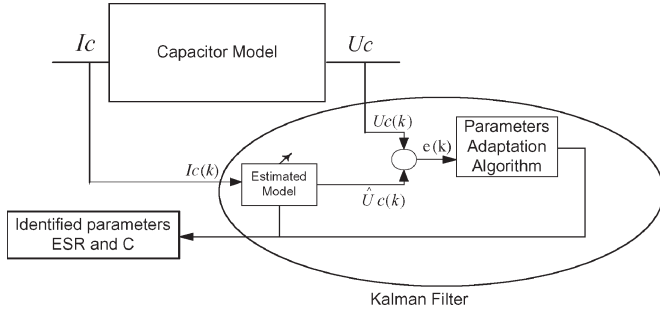 Ic
Capacitor Model
Uc
Uc(k)
Parameters
Adaptation
Algorithm
e(k)
Ic(k)
Estimated
Model
Û c(k)
Identified parameters
ESR and C
Kalman Filter